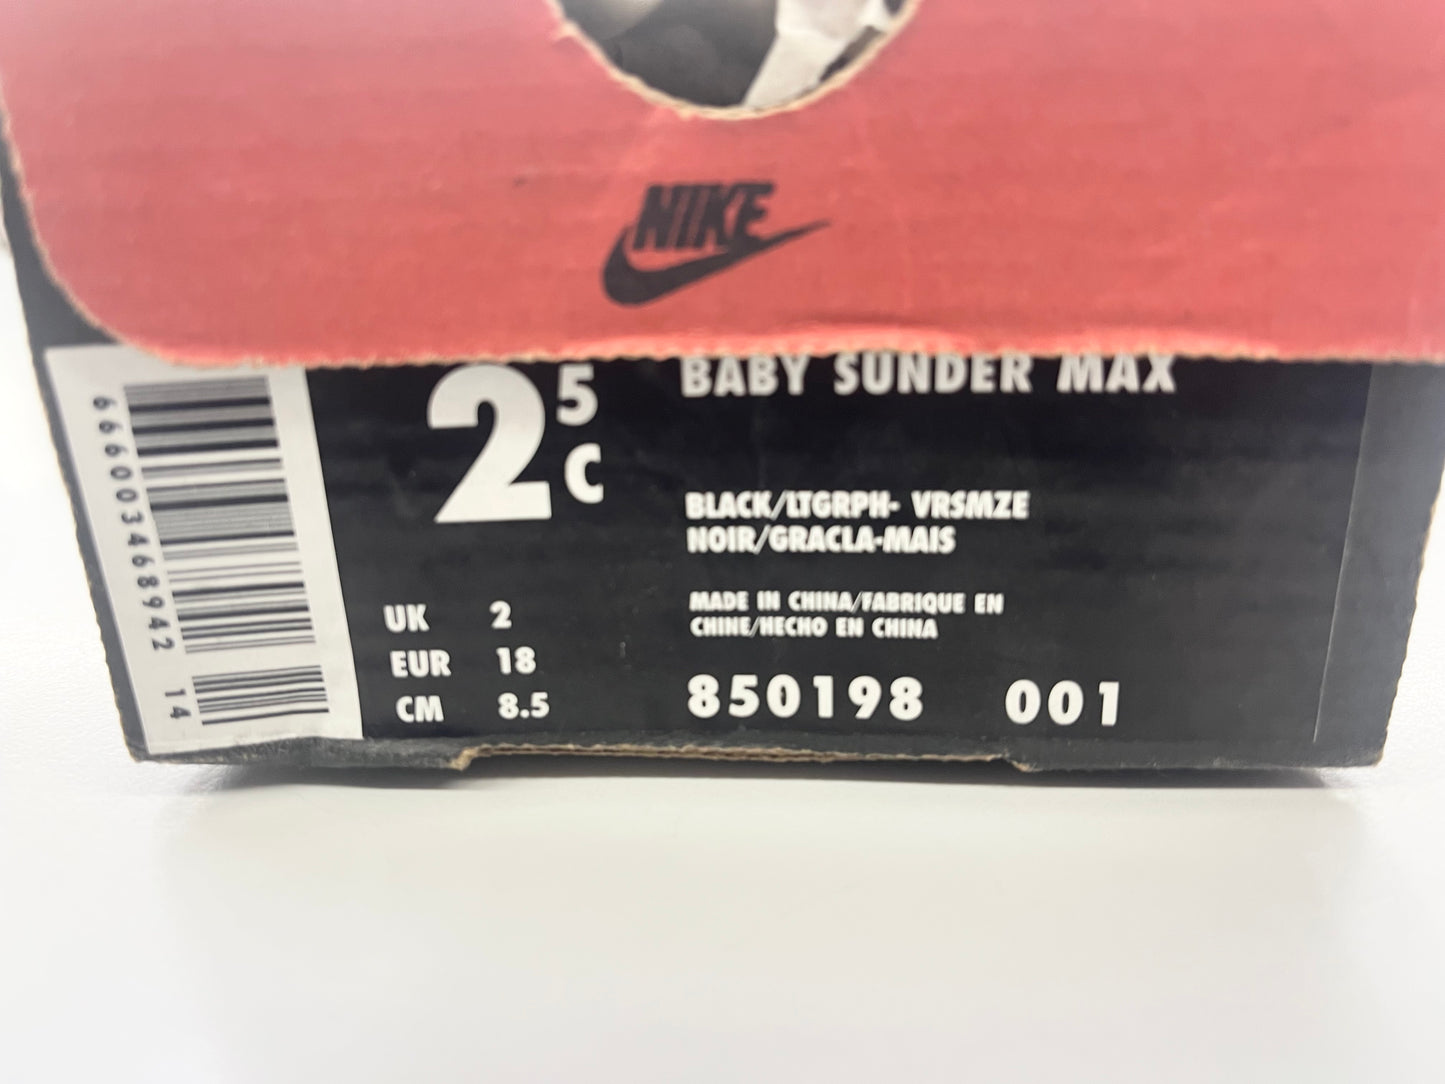 NIKE
666003468942 14
2 5 C
BABY SUNDER MAX
BLACK/LTGRPH- VRSMZE
NOIR/GRACLA-MAIS
MADE IN CHINA/FABRIQUE EN
CHINE/HECHO EN CHINA
UK 2
EUR 18
CM 8.5
850198 001